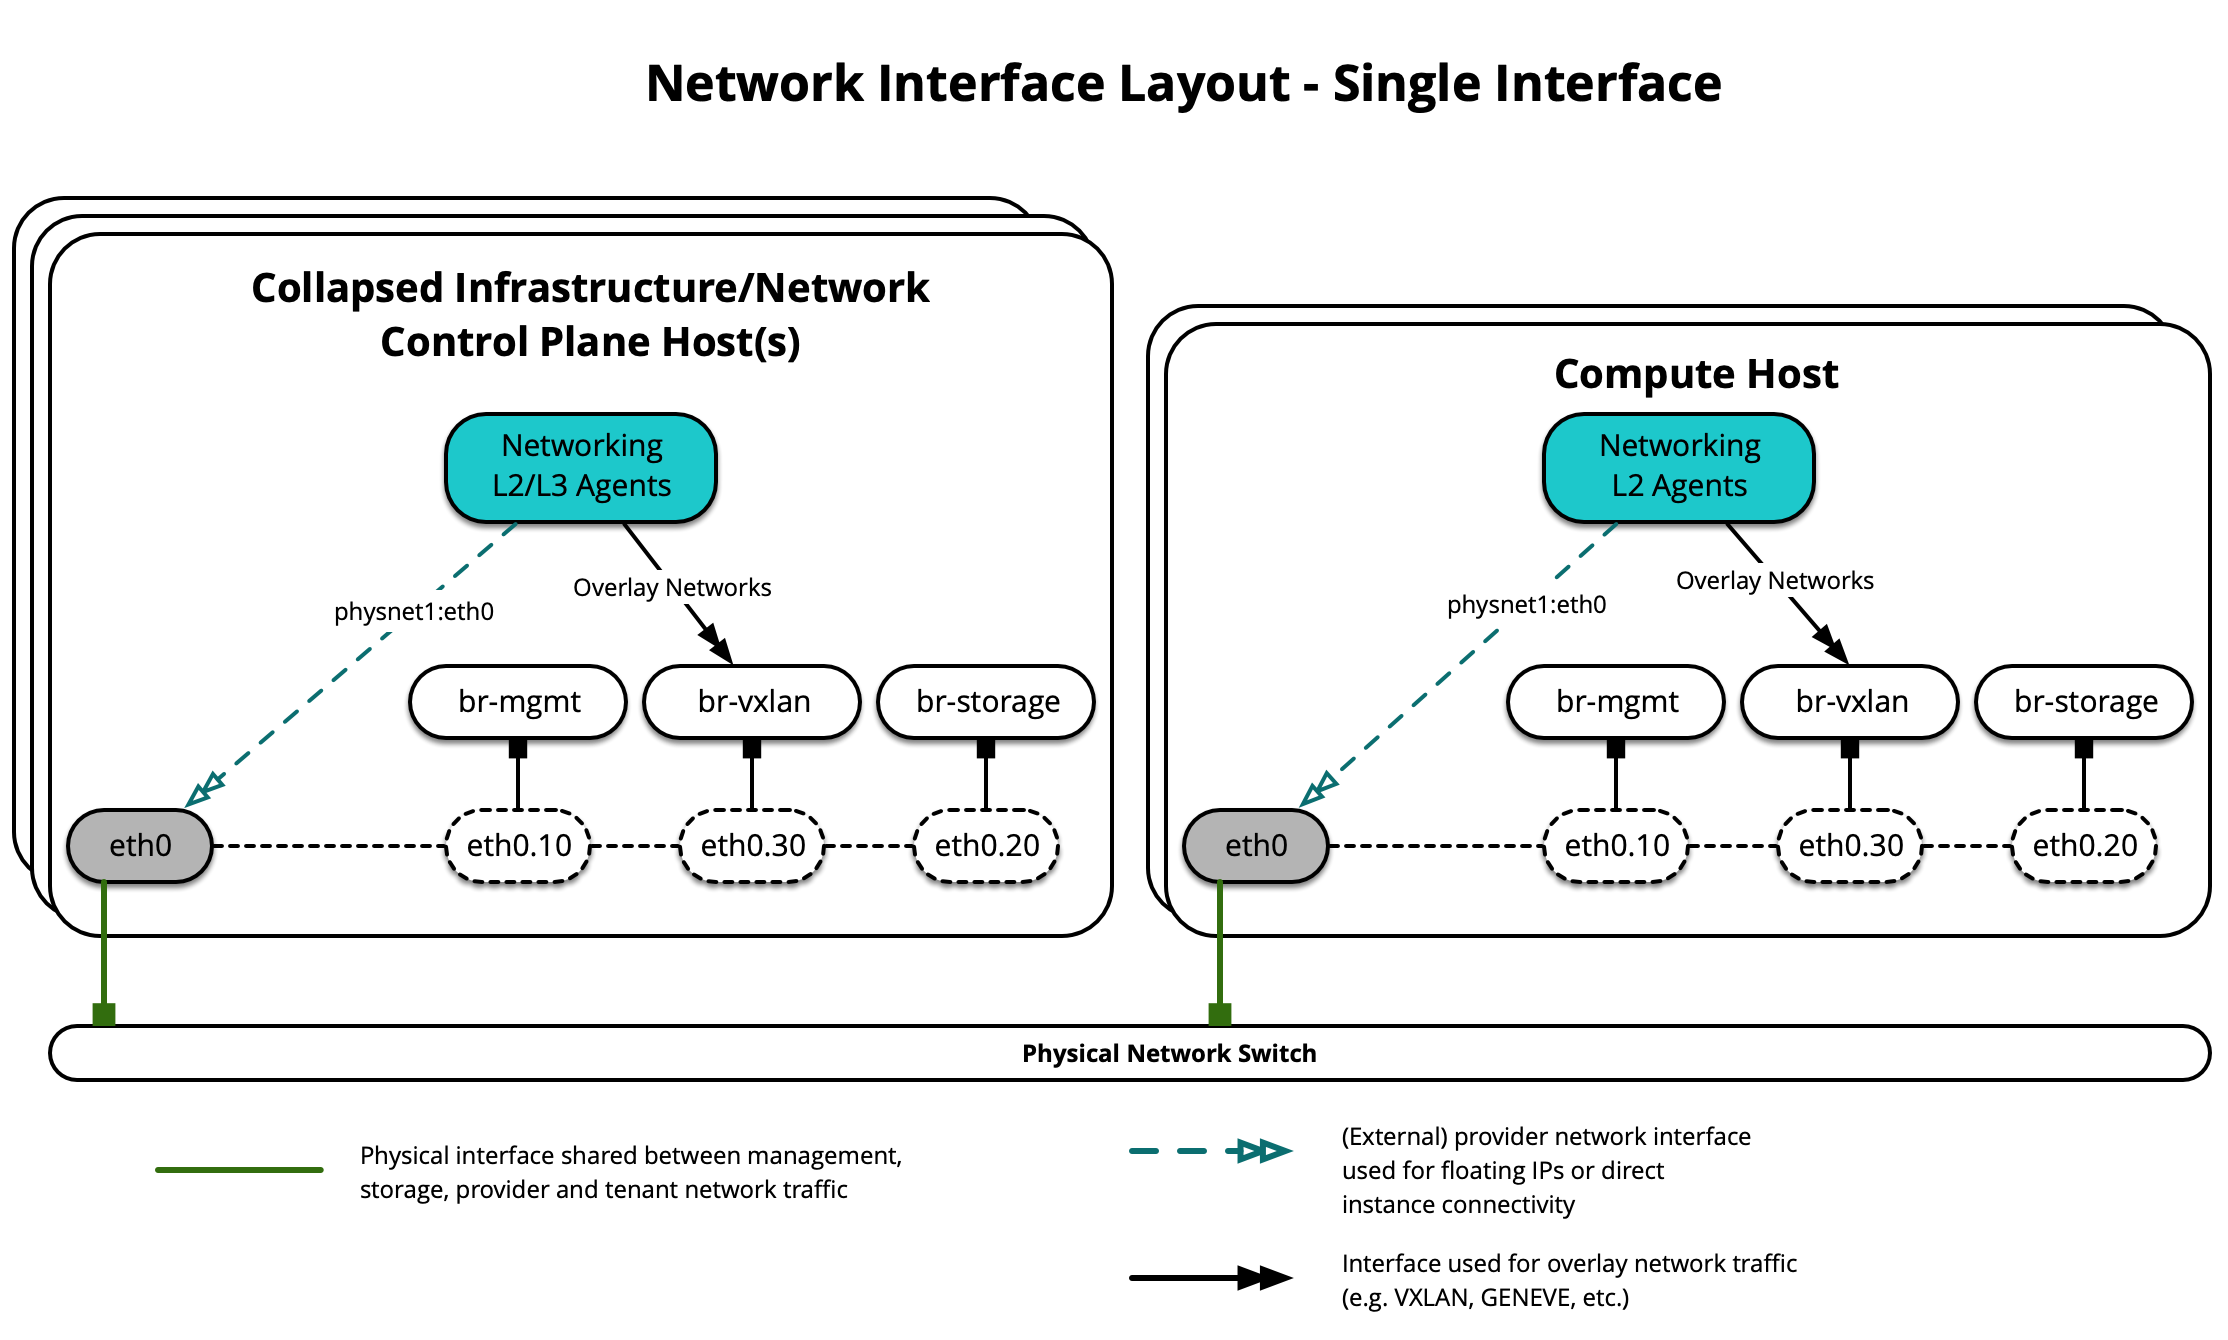 Network Interface Layout - Single Interface
Collapsed Infrastructure/Network
Control Plane Host(s)
Networking
L2/L3 Agents
physnet1:eth0
Overlay Networks
br-mgmt
br-vxlan
br-storage
eth0
eth0.10
eth0.30
eth0.20
Compute Host
Networking
L2 Agents
physnet1:eth0
Overlay Networks
br-mgmt
br-vxlan
br-storage
eth0
eth0.10
eth0.30
eth0.20
Physical Network Switch
Physical interface shared between management,
storage, provider and tenant network traffic
(External) provider network interface
used for floating IPs or direct
instance connectivity
Interface used for overlay network traffic
(e.g. VXLAN, GENEVE, etc.)